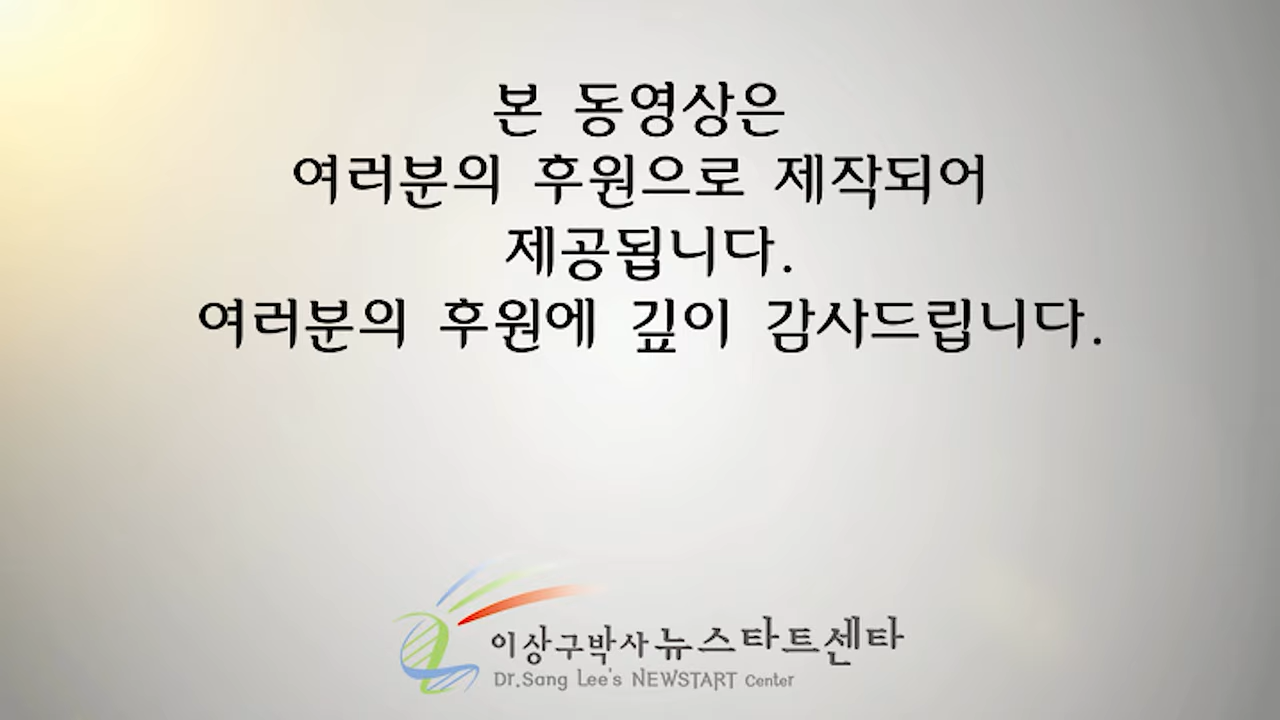 본 동영상은
여러분의 후원으로 제작되어
제공됩니다.
여러분의 후원에 깊이 감사드립니다.
이상구박사 뉴스타트센타
Dr.Sang Lee's NEWSTART Center